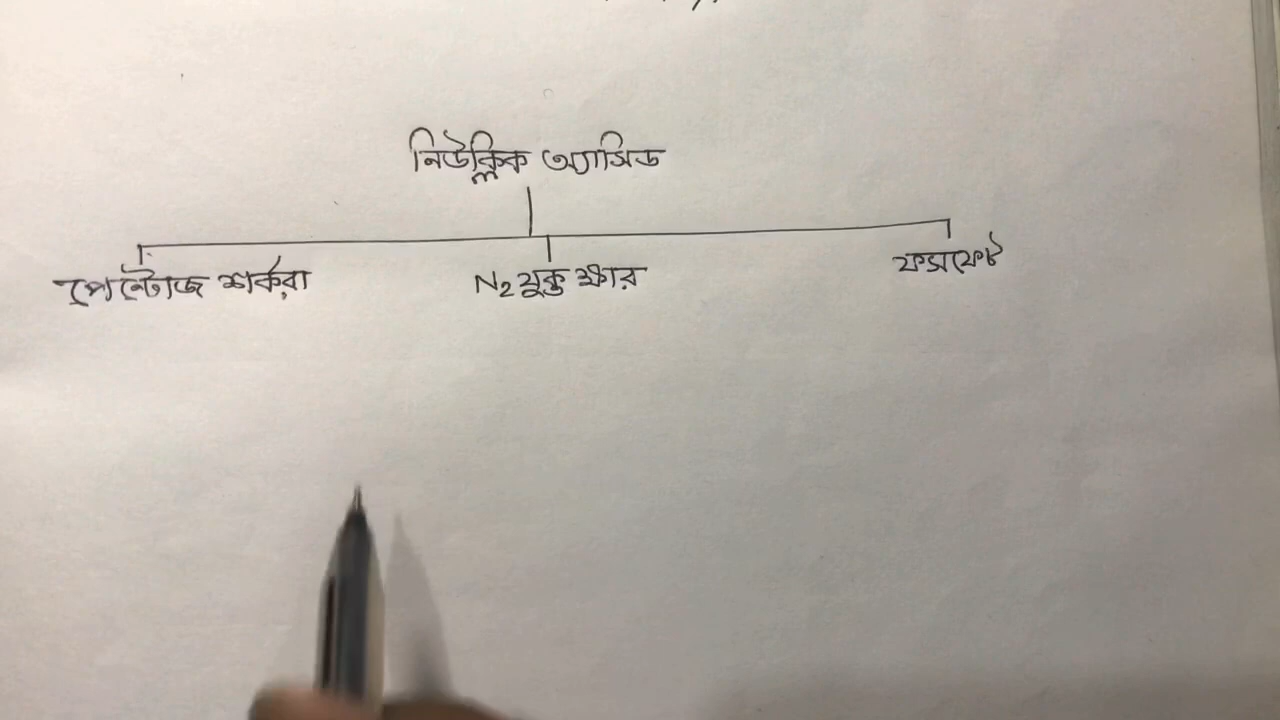 নিউক্লিক অ্যাসিড
পেন্টোজ শর্করা N₂ যুক্ত ক্ষার ফসফেট